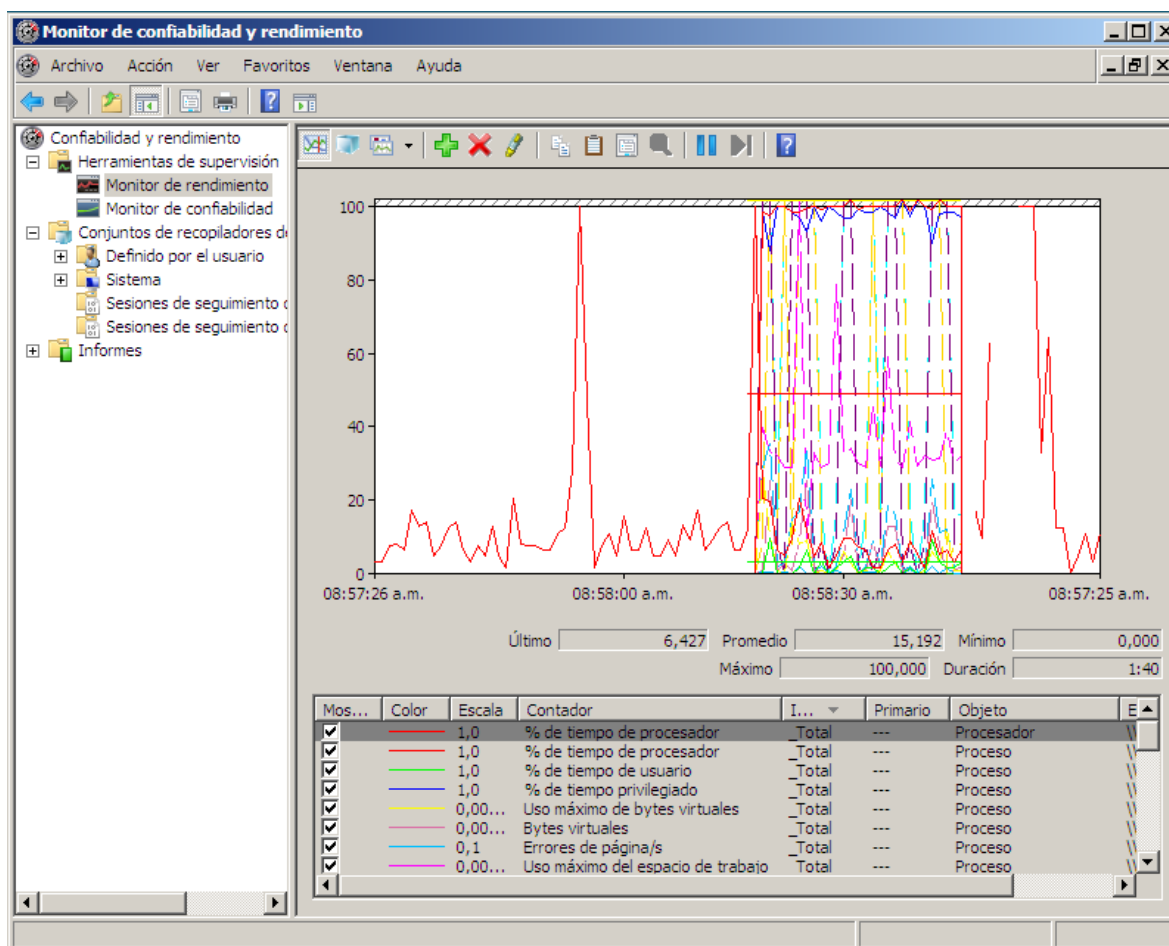 Monitor de confiabilidad y rendimiento
Archivo Acción Ver Favoritos Ventana Ayuda
Confiabilidad y rendimiento
Herramientas de supervisión
Monitor de rendimiento
Monitor de confiabilidad
Conjuntos de recopiladores de
Definido por el usuario
Sistema
Sesiones de seguimiento
Sesiones de seguimiento
Informes
100
80
60
40
20
0
08:57:26 a.m. 08:58:00 a.m. 08:58:30 a.m. 08:57:25 a.m.
Último 6,427 Promedio 15,192 Mínimo 0,000
Máximo 100,000 Duración 1:40
Mos... Color Escala Contador I... Primario Objeto E
1,0 % de tiempo de procesador _Total --- Procesador \\
1,0 % de tiempo de procesador _Total --- Proceso \\
1,0 % de tiempo de usuario _Total --- Proceso \\
1,0 % de tiempo privilegiado _Total --- Proceso \\
0,00... Uso máximo de bytes virtuales _Total --- Proceso \\
0,00... Bytes virtuales _Total --- Proceso \\
0,1 Errores de página/s _Total --- Proceso \\
0,00... Uso máximo del espacio de trabajo _Total --- Proceso \\